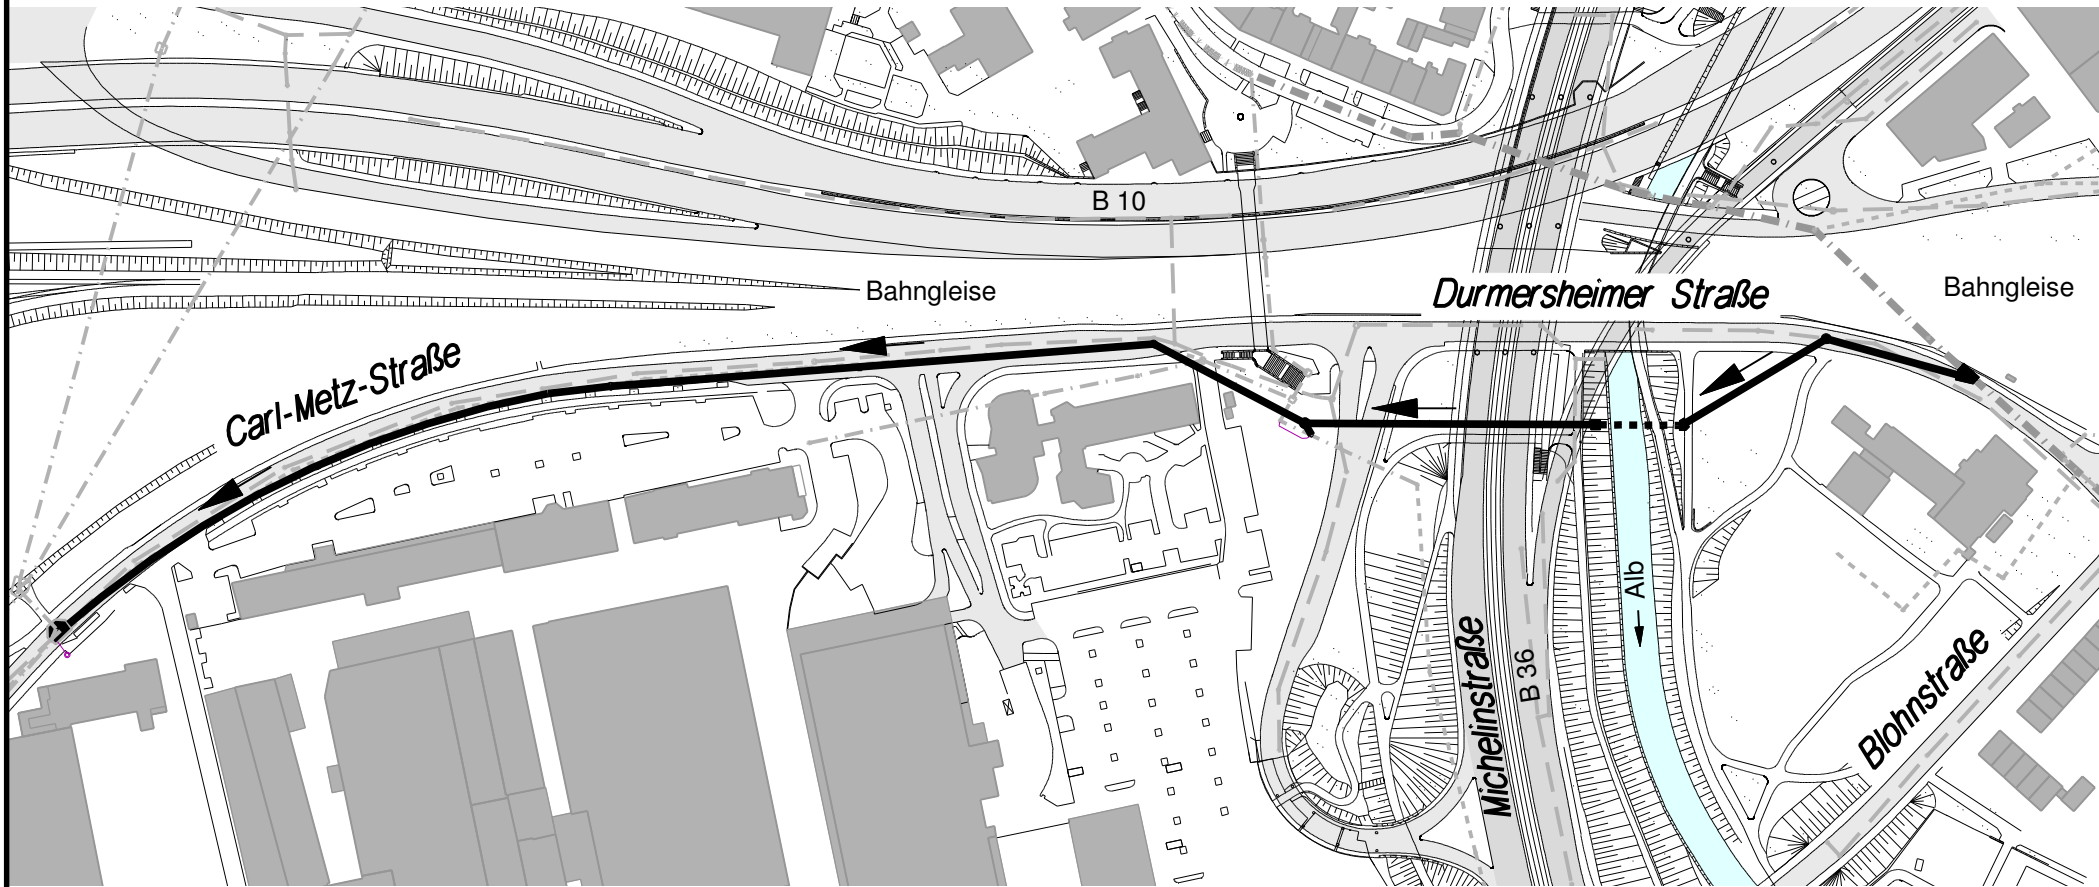 B 10
Bahngleise
Durmersheimer Straße
Bahngleise
Carl-Metz-Straße
Alb
Michelinstraße
B 36
Blohnstraße